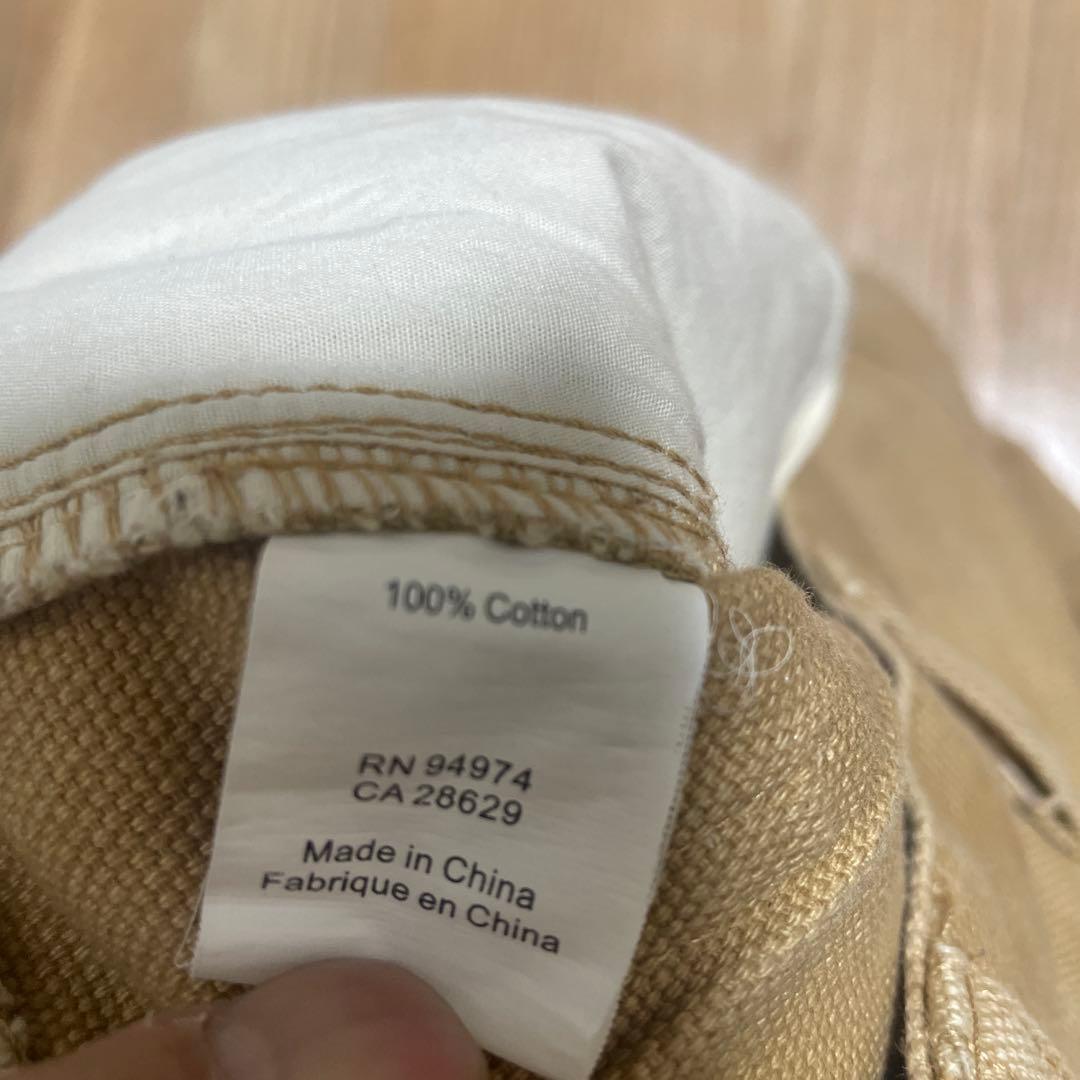 100% Cotton
RN 94974
CA 28629
Made in China
Fabrique en China